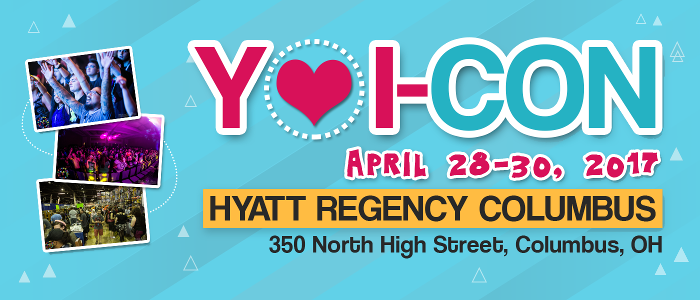 Y♥I-CON
APRIL 28-30, 2017
HYATT REGENCY COLUMBUS
350 North High Street, Columbus, OH